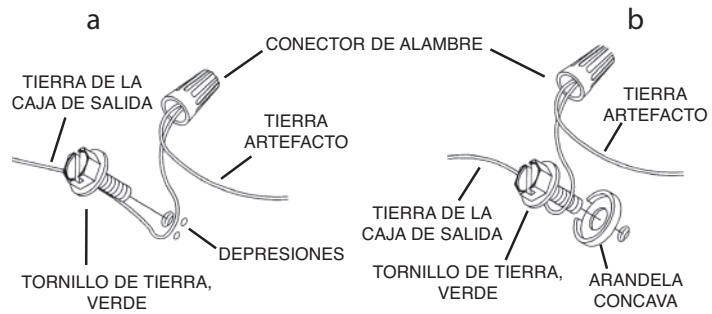 a
b
CONECTOR DE ALAMBRE
TIERRA DE LA
CAJA DE SALIDA
TIERRA
ARTEFACTO
DEPRESIONES
TORNILLO DE TIERRA,
VERDE
TIERRA
ARTEFACTO
TIERRA DE LA
CAJA DE SALIDA
TORNILLO DE TIERRA,
VERDE
ARANDELA
CONCAVA